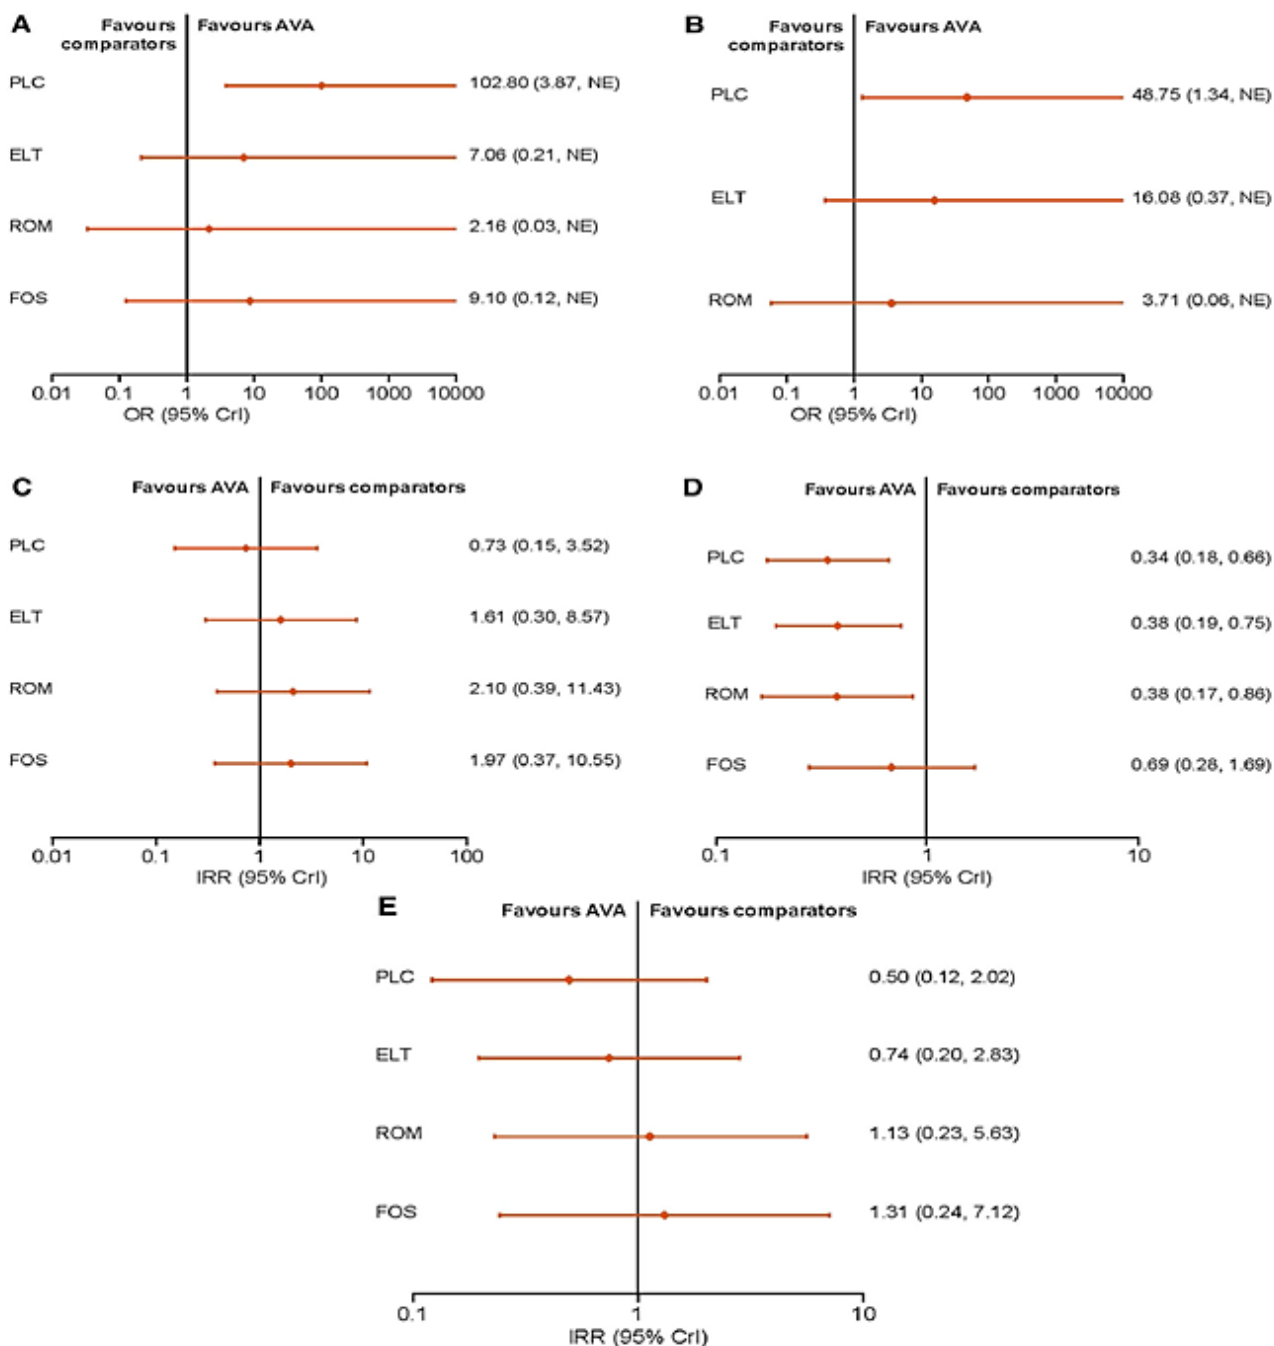 A
Favours
comparators
Favours AVA
PLC
102.80 (3.87, NE)
ELT
7.06 (0.21, NE)
ROM
2.16 (0.03, NE)
FOS
9.10 (0.12, NE)
0.01 0.1 1 10 100 1000 10000
OR (95% CrI)
B
Favours
comparators
Favours AVA
PLC
48.75 (1.34, NE)
ELT
16.08 (0.37, NE)
ROM
3.71 (0.06, NE)
0.01 0.1 1 10 100 1000 10000
OR (95% CrI)
C
Favours AVA
Favours comparators
PLC
0.73 (0.15, 3.52)
ELT
1.61 (0.30, 8.57)
ROM
2.10 (0.39, 11.43)
FOS
1.97 (0.37, 10.55)
0.01 0.1 1 10 100
IRR (95% CrI)
D
Favours AVA
Favours comparators
PLC
0.34 (0.18, 0.66)
ELT
0.38 (0.19, 0.75)
ROM
0.38 (0.17, 0.86)
FOS
0.69 (0.28, 1.69)
0.1 1 10
IRR (95% CrI)
E
Favours AVA
Favours comparators
PLC
0.50 (0.12, 2.02)
ELT
0.74 (0.20, 2.83)
ROM
1.13 (0.23, 5.63)
FOS
1.31 (0.24, 7.12)
0.1 1 10
IRR (95% CrI)